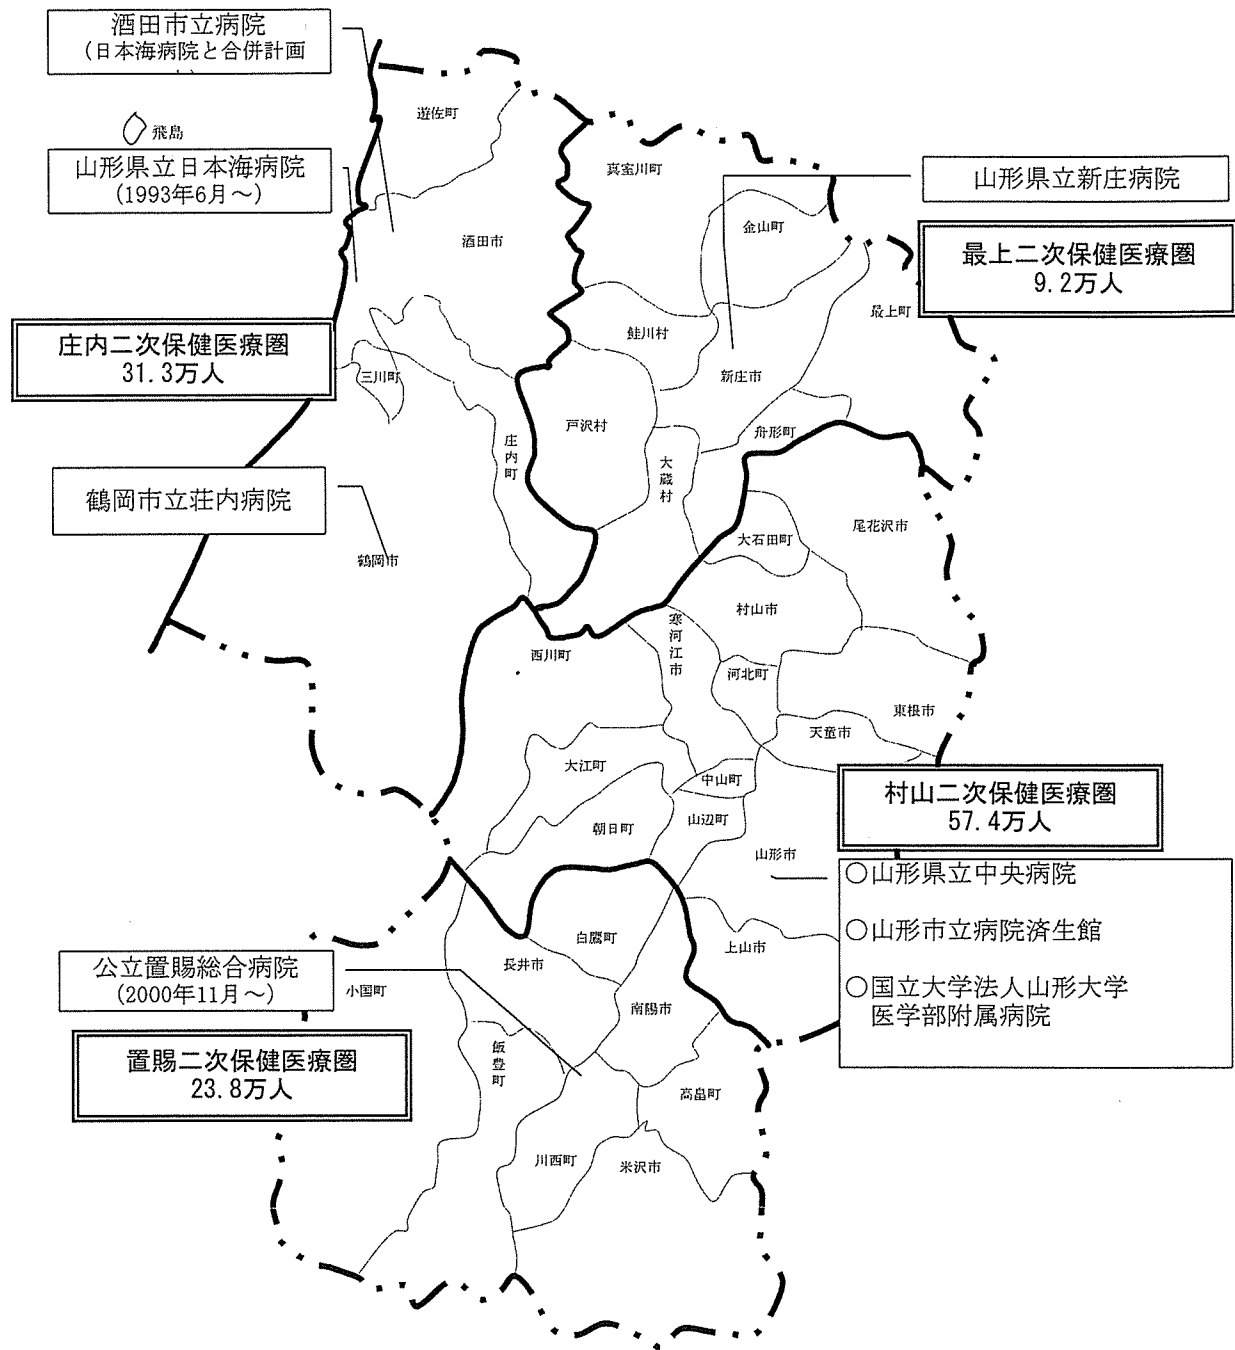 酒田市立病院
(日本海病院と合併計画
飛島
山形県立日本海病院
(1993年6月～)
庄内二次保健医療圏
31.3万人
鶴岡市立荘内病院
遊佐町
酒田市
三川町
庄内町
鶴岡市
山形県立新庄病院
最上二次保健医療圏
9.2万人
真室川町
金山町
最上町
鮭川村
新庄市
戸沢村
舟形町
大蔵村
尾花沢市
大石田町
村山市
寒河江市
西川町
河北町
東根市
天童市
大江町
中山町
朝日町
山辺町
山形市
上山市
村山二次保健医療圏
57.4万人
○山形県立中央病院
○山形市立病院済生館
○国立大学法人山形大学
医学部附属病院
公立置賜総合病院
(2000年11月～)
置賜二次保健医療圏
23.8万人
小国町
白鷹町
長井市
南陽市
飯豊町
高畠町
川西町
米沢市